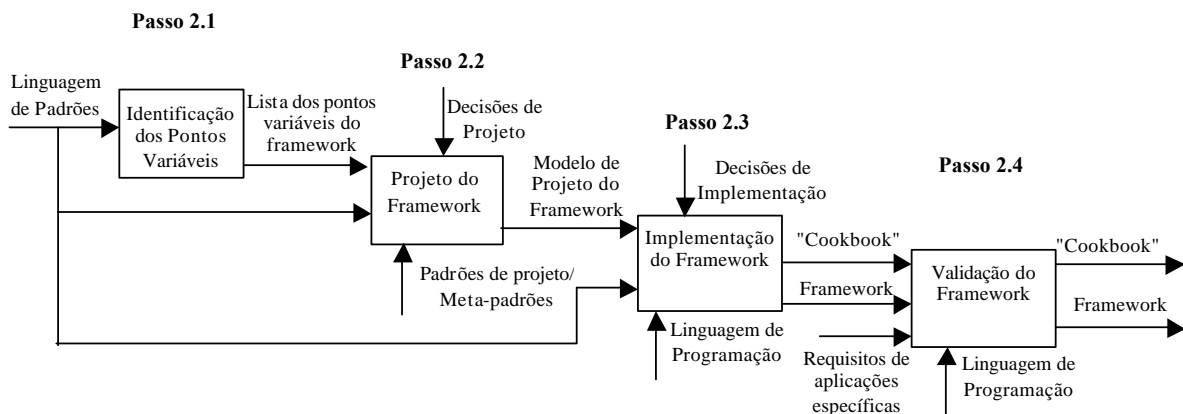 Passo 2.1
Linguagem
de Padrões
Identificação
dos Pontos
Variáveis
Lista dos pontos
variáveis do
framework
Passo 2.2
Decisões de
Projeto
Projeto do
Framework
Padrões de projeto/
Meta-padrões
Modelo de
Projeto do
Framework
Passo 2.3
Decisões de
Implementação
Implementação
do Framework
Linguagem de
Programação
"Cookbook"
Framework
Requisitos de
aplicações
específicas
Passo 2.4
Validação do
Framework
Linguagem de
Programação
"Cookbook"
Framework